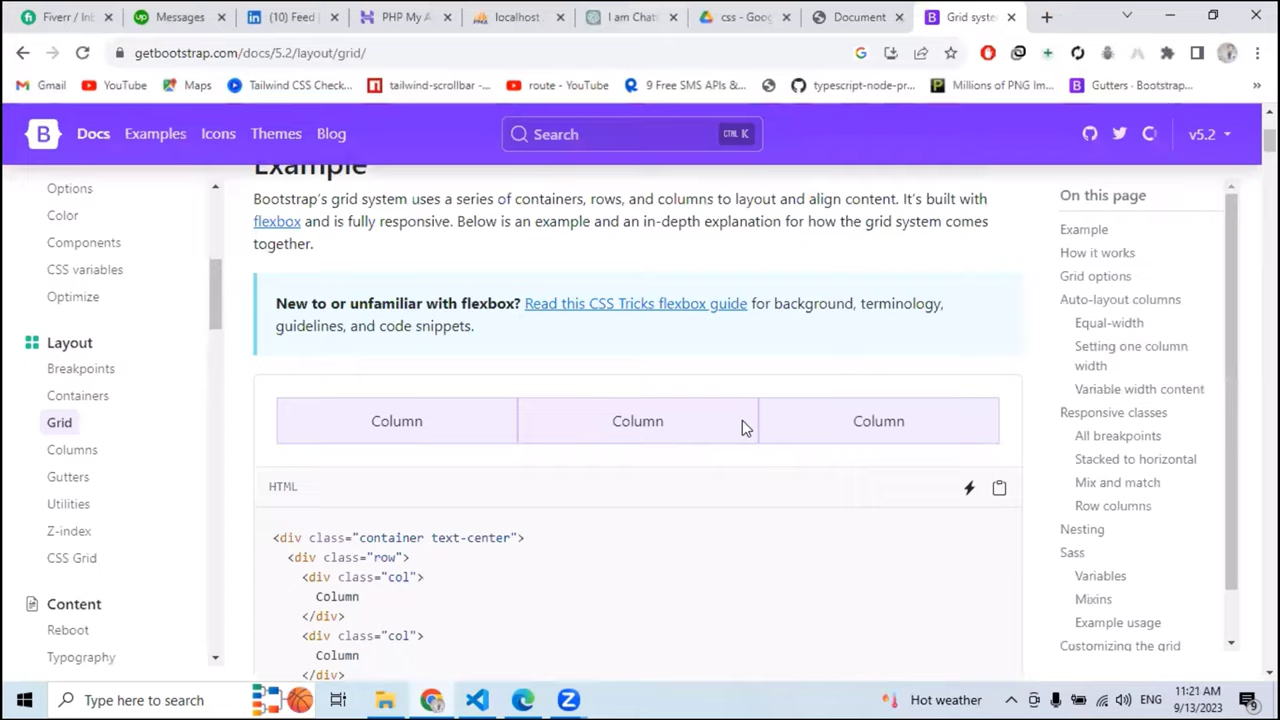 Fiverr / In
Messages
(10) Feed |
PHP My A
localhost
I am Chat
css - Goog
Document
Grid syste
getbootstrap.com/docs/5.2/layout/grid/
Gmail
YouTube
Maps
Tailwind CSS Check...
tailwind-scrollbar -...
route - YouTube
9 Free SMS APIs &...
typescript-node-pr...
Millions of PNG Im...
Gutters · Bootstrap...
»
B
Docs
Examples
Icons
Themes
Blog
Search
CTRL K
v5.2
Options
Color
Components
CSS variables
Optimize
Layout
Breakpoints
Containers
Grid
Columns
Gutters
Utilities
Z-index
CSS Grid
Content
Reboot
Typography
Example
Bootstrap's grid system uses a series of containers, rows, and columns to layout and align content. It's built with
flexbox and is fully responsive. Below is an example and an in-depth explanation for how the grid system comes
together.
New to or unfamiliar with flexbox? Read this CSS Tricks flexbox guide for background, terminology,
guidelines, and code snippets.
Column Column Column
HTML
<div class="container text-center">
<div class="row">
<div class="col">
Column
</div>
<div class="col">
Column
</div>
On this page
Example
How it works
Grid options
Auto-layout columns
Equal-width
Setting one column
width
Variable width content
Responsive classes
All breakpoints
Stacked to horizontal
Mix and match
Row columns
Nesting
Sass
Variables
Mixins
Example usage
Customizing the grid
Type here to search
Hot weather
ENG
11:21 AM
9/13/2023